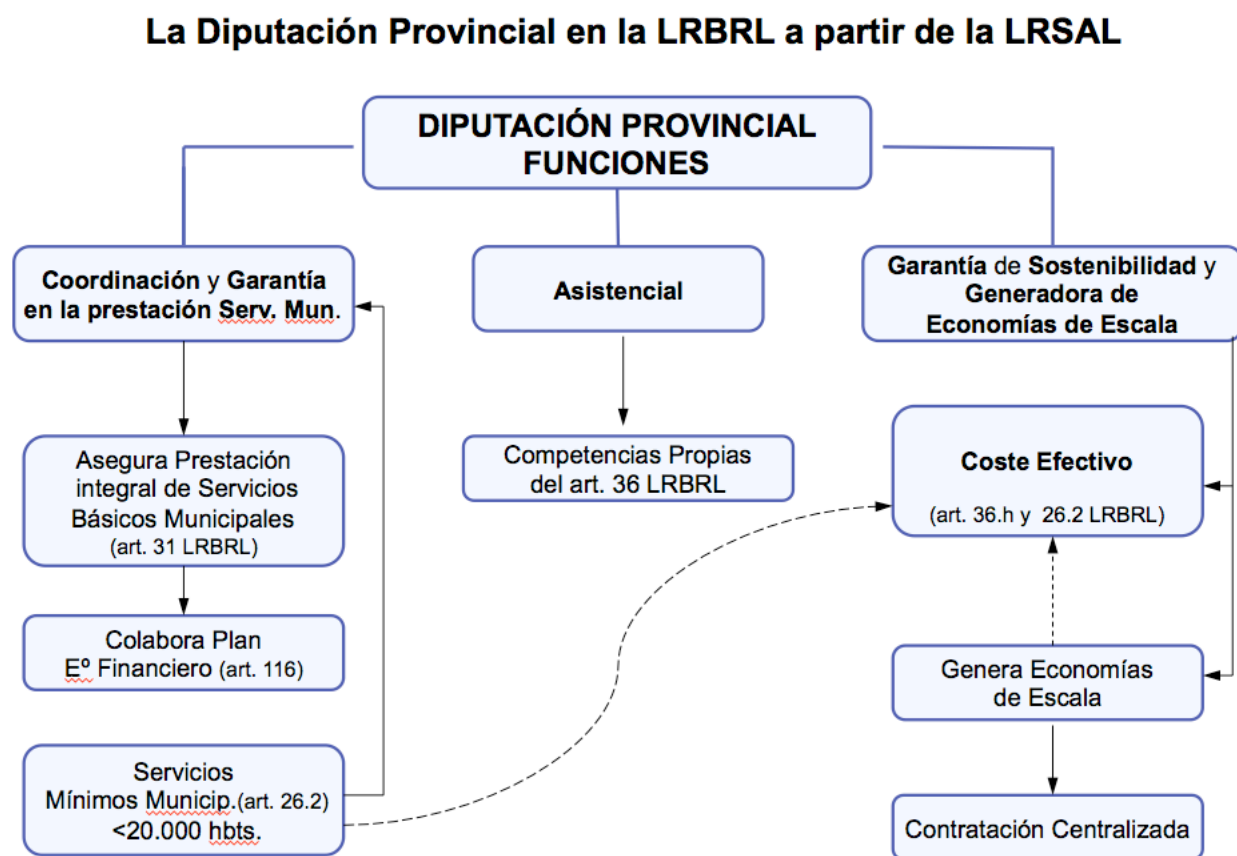 La Diputación Provincial en la LRBRL a partir de la LRSAL
DIPUTACIÓN PROVINCIAL
FUNCIONES
Coordinación y Garantía
en la prestación Serv. Mun.
Asistencial
Garantía de Sostenibilidad y
Generadora de
Economías de Escala
Asegura Prestación
integral de Servicios
Básicos Municipales
(art. 31 LRBRL)
Competencias Propias
del art. 36 LRBRL
Coste Efectivo
(art. 36.h y 26.2 LRBRL)
Colabora Plan
Eº Financiero (art. 116)
Genera Economías
de Escala
Servicios
Mínimos Municip.(art. 26.2)
<20.000 hbts.
Contratación Centralizada